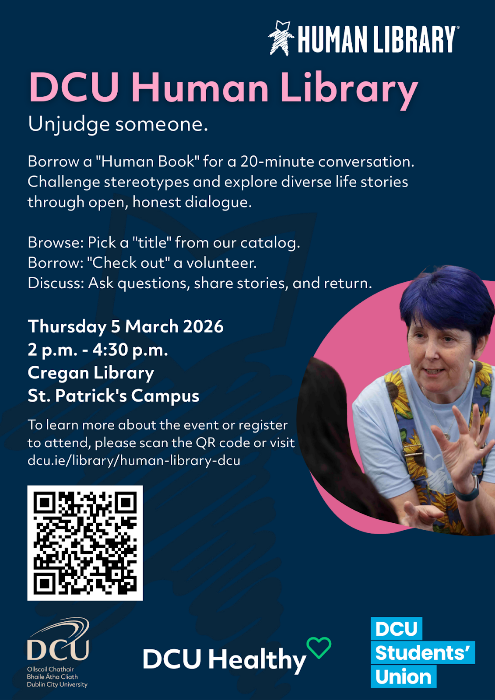 HUMAN LIBRARY
DCU Human Library
Unjudge someone.
Borrow a "Human Book" for a 20-minute conversation.
Challenge stereotypes and explore diverse life stories
through open, honest dialogue.
Browse: Pick a "title" from our catalog.
Borrow: "Check out" a volunteer.
Discuss: Ask questions, share stories, and return.
Thursday 5 March 2026
2 p.m. - 4:30 p.m.
Cregan Library
St. Patrick's Campus
To learn more about the event or register
to attend, please scan the QR code or visit
dcu.ie/library/human-library-dcu
DCU
Ollscoil Chathair
Bhaile Átha Cliath
Dublin City University
DCU Healthy
DCU
Students'
Union